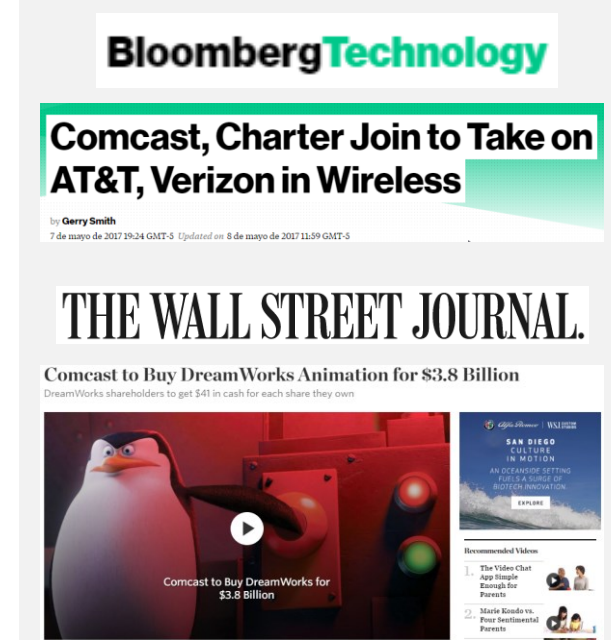 BloombergTechnology
Comcast, Charter Join to Take on
AT&T, Verizon in Wireless
by Gerry Smith
7 de mayo de 2017 19:24 GMT-5 Updated on 8 de mayo de 2017 11:59 GMT-5
THE WALL STREET JOURNAL.
Comcast to Buy DreamWorks Animation for $3.8 Billion
DreamWorks shareholders to get $41 in cash for each share they own
Comcast to Buy DreamWorks for
$3.8 Billion
Alfa Romeo | WSJ
SAN DIEGO
CULTURE
IN MOTION
AN OCEANSIDE SETTING
FUELS A SURGE OF
BIOTECH INNOVATION.
EXPLORE
Recommended Videos
1. The Video Chat
App Simple
Enough for
Parents
2. Marie Kondo vs.
Four Sentimental
Parents